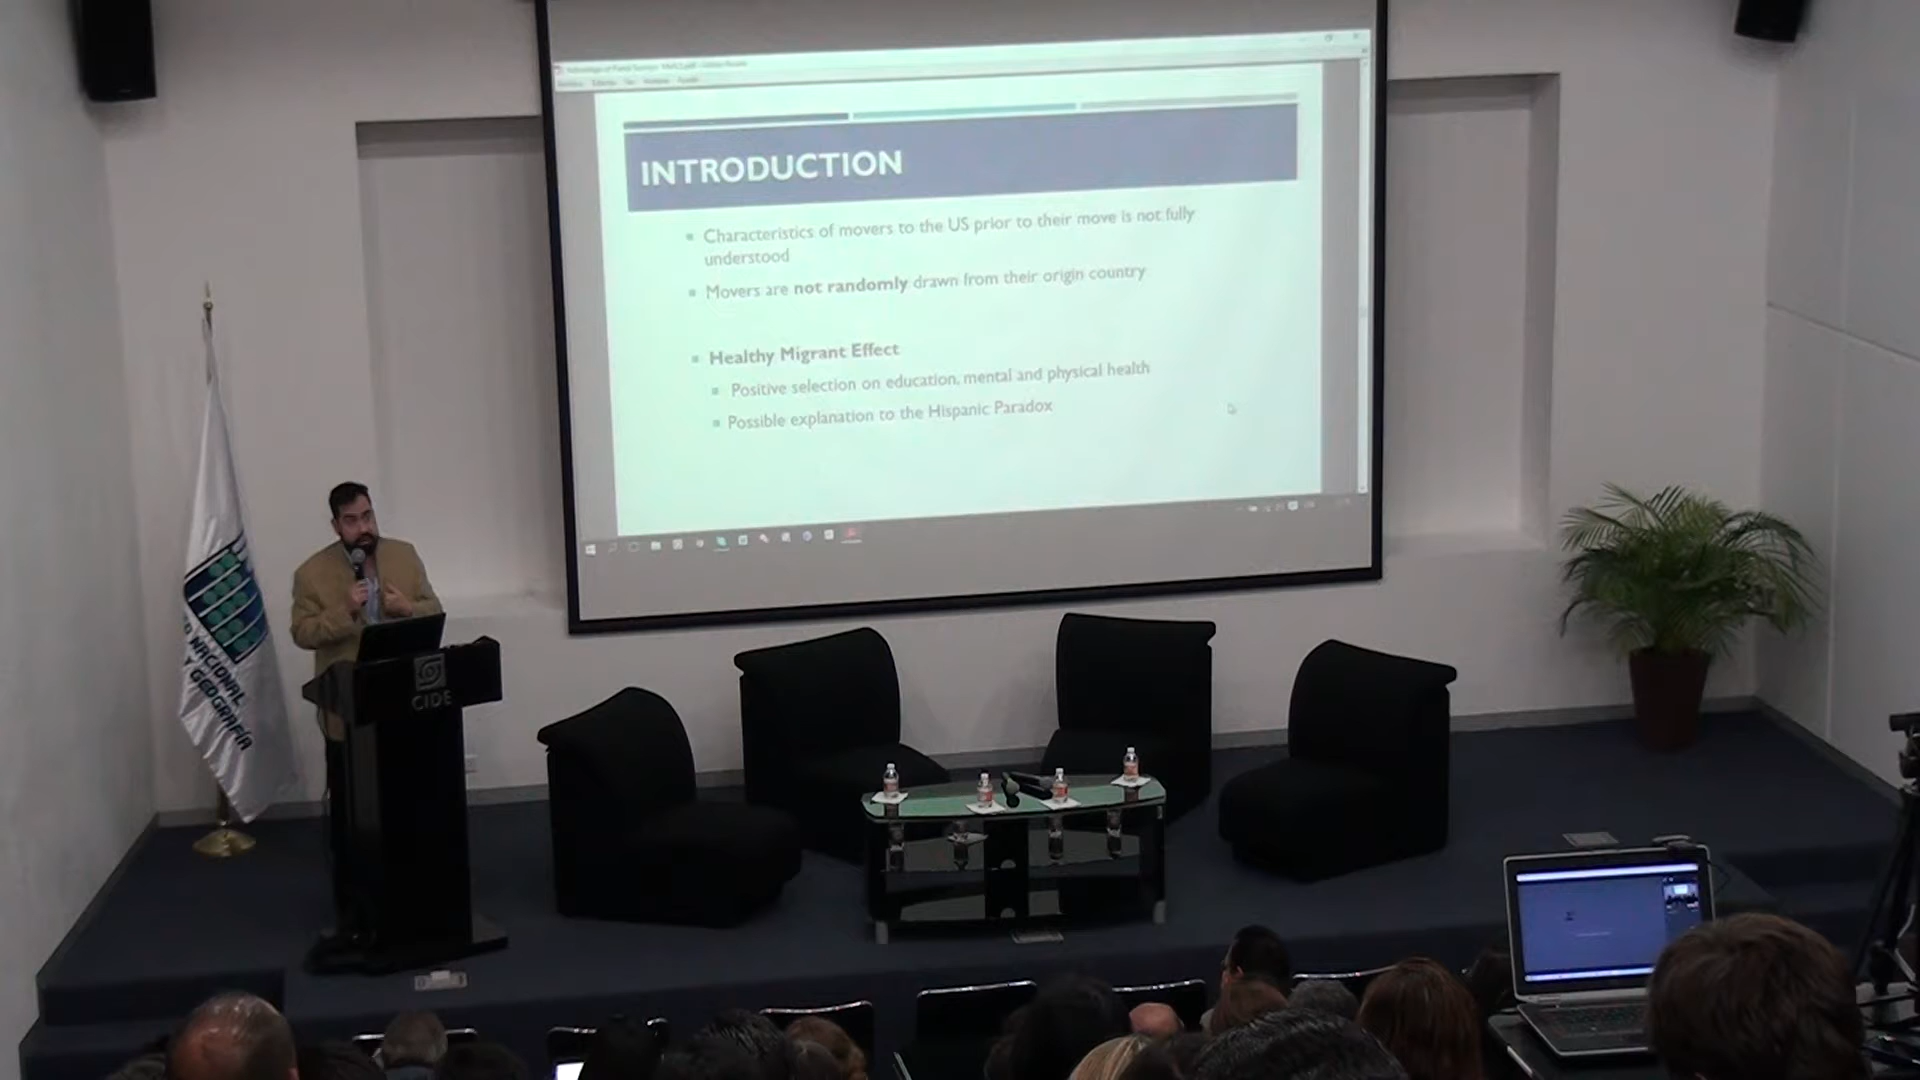 INTRODUCTION
Characteristics of movers to the US prior to their move is not fully
understood
Movers are not randomly drawn from their origin country
Healthy Migrant Effect
Positive selection on education, mental and physical health
Possible explanation to the Hispanic Paradox
NACIONAL
Y GEOGRAFÍA
CIDE